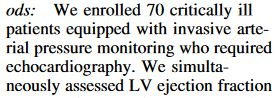 ods: We enrolled 70 critically ill
patients equipped with invasive arte-
rial pressure monitoring who required
echocardiography. We simulta-
neously assessed LV ejection fraction